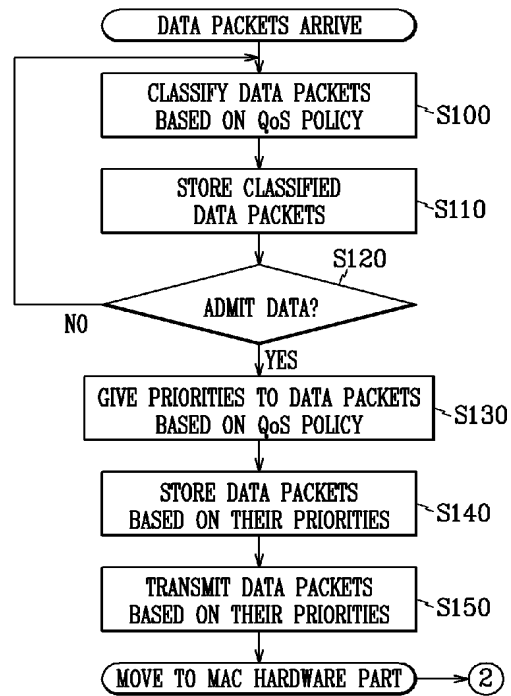 DATA PACKETS ARRIVE
CLASSIFY DATA PACKETS
BASED ON QoS POLICY
S100
STORE CLASSIFIED
DATA PACKETS
S110
S120
ADMIT DATA?
NO
YES
GIVE PRIORITIES TO DATA PACKETS
BASED ON QoS POLICY
S130
STORE DATA PACKETS
BASED ON THEIR PRIORITIES
S140
TRANSMIT DATA PACKETS
BASED ON THEIR PRIORITIES
S150
MOVE TO MAC HARDWARE PART
2